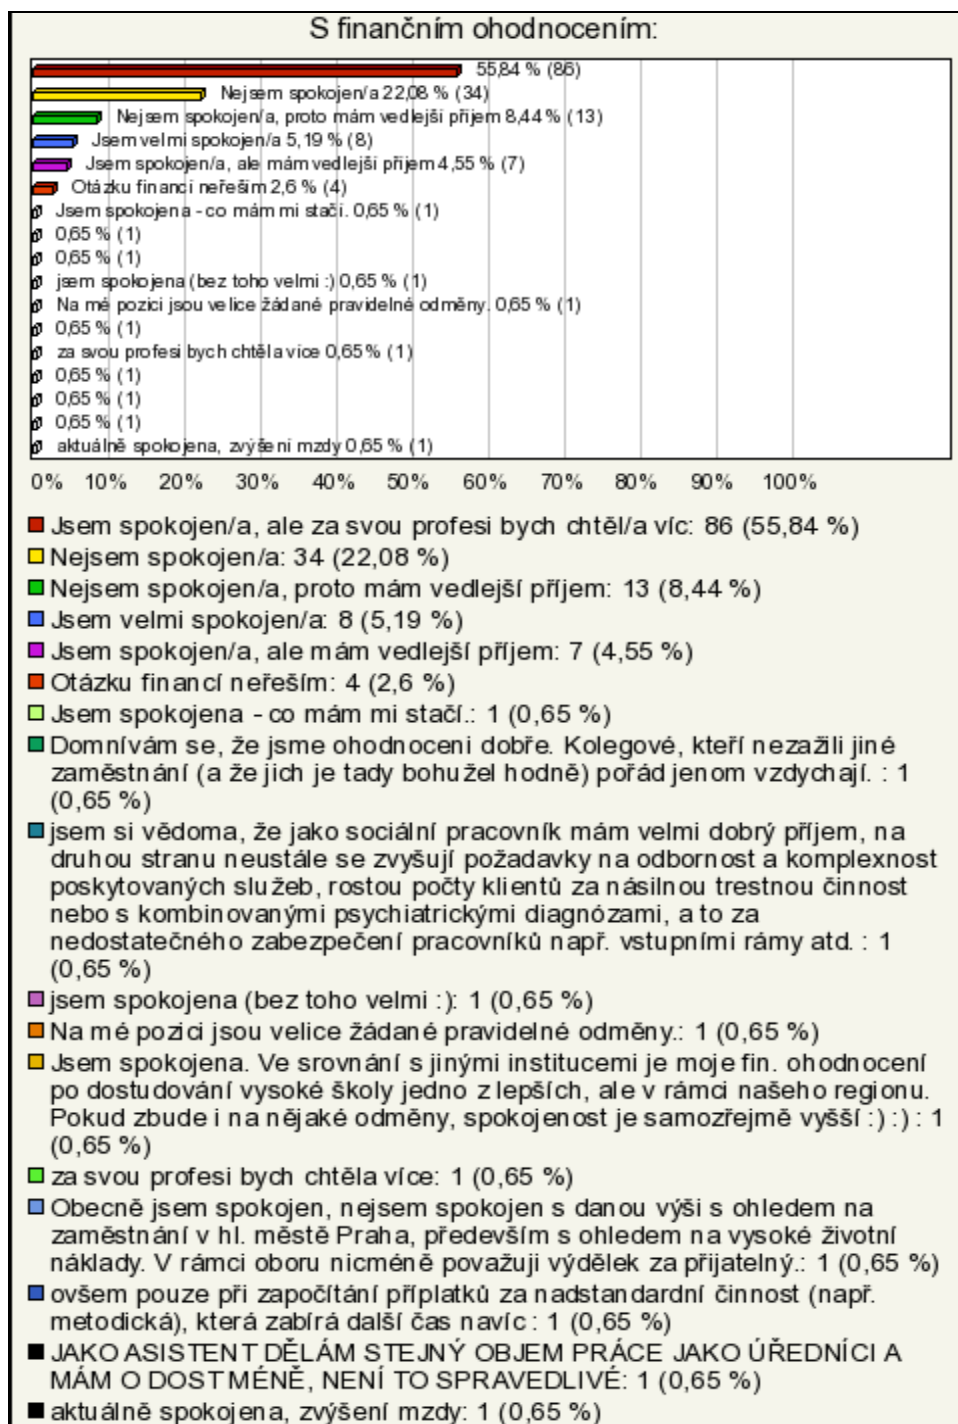 S finančním ohodnocením:
55,84 % (86)
Nejsem spokojen/a 22,08 % (34)
Nejsem spokojen/a, proto mám vedlejší příjem 8,44 % (13)
Jsem velmi spokojen/a 5,19 % (8)
Jsem spokojen/a, ale mám vedlejší příjem 4,55 % (7)
Otázku financí neřeším 2,6 % (4)
Jsem spokojena - co mám mi stačí. 0,65 % (1)
0,65 % (1)
0,65 % (1)
jsem spokojena (bez toho velmi :) 0,65 % (1)
Na mé pozici jsou velice žádané pravidelné odměny. 0,65 % (1)
0,65 % (1)
za svou profesi bych chtěla více 0,65 % (1)
0,65 % (1)
0,65 % (1)
0,65 % (1)
aktuálně spokojena, zvýšení mzdy 0,65 % (1)
0% 10% 20% 30% 40% 50% 60% 70% 80% 90% 100%
Jsem spokojen/a, ale za svou profesi bych chtěl/a víc: 86 (55,84 %)
Nejsem spokojen/a: 34 (22,08 %)
Nejsem spokojen/a, proto mám vedlejší příjem: 13 (8,44 %)
Jsem velmi spokojen/a: 8 (5,19 %)
Jsem spokojen/a, ale mám vedlejší příjem: 7 (4,55 %)
Otázku financí neřeším: 4 (2,6 %)
Jsem spokojena - co mám mi stačí.: 1 (0,65 %)
Domnívám se, že jsme ohodnoceni dobře. Kolegové, kteří nezažili jiné
zaměstnání (a že jich je tady bohužel hodně) pořád jenom vzdychají. : 1
(0,65 %)
jsem si vědoma, že jako sociální pracovník mám velmi dobrý příjem, na
druhou stranu neustále se zvyšují požadavky na odbornost a komplexnost
poskytovaných služeb, rostou počty klientů za násilnou trestnou činnost
nebo s kombinovanými psychiatrickými diagnózami, a to za
nedostatečného zabezpečení pracovníků např. vstupními rámy atd. : 1
(0,65 %)
jsem spokojena (bez toho velmi :): 1 (0,65 %)
Na mé pozici jsou velice žádané pravidelné odměny.: 1 (0,65 %)
Jsem spokojena. Ve srovnání s jinými institucemi je moje fin. ohodnocení
po dostudování vysoké školy jedno z lepších, ale v rámci našeho regionu.
Pokud zbude i na nějaké odměny, spokojenost je samozřejmě vyšší :) :) : 1
(0,65 %)
za svou profesi bych chtěla více: 1 (0,65 %)
Obecně jsem spokojen, nejsem spokojen s danou výši s ohledem na
zaměstnání v hl. městě Praha, především s ohledem na vysoké životní
náklady. V rámci oboru nicméně považuji výdělek za přijatelný.: 1 (0,65 %)
ovšem pouze při započítání příplatků za nadstandardní činnost (např.
metodická), která zabírá další čas navíc : 1 (0,65 %)
JAKO ASISTENT DĚLÁM STEJNÝ OBJEM PRÁCE JAKO ÚŘEDNÍCI A
MÁM O DOST MÉNĚ, NENÍ TO SPRAVEDLIVÉ: 1 (0,65 %)
aktuálně spokojena, zvýšení mzdy: 1 (0,65 %)